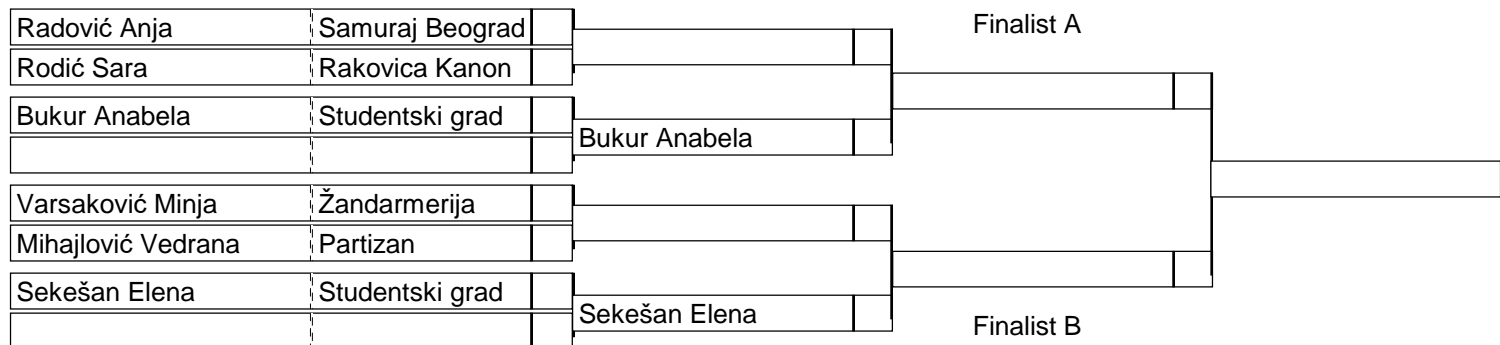 Radović Anja Samuraj Beograd
Rodić Sara Rakovica Kanon
Bukur Anabela Studentski grad
Varsaković Minja Žandarmerija
Mihajlović Vedrana Partizan
Sekešan Elena Studentski grad
Bukur Anabela
Sekešan Elena
Finalist A
Finalist B